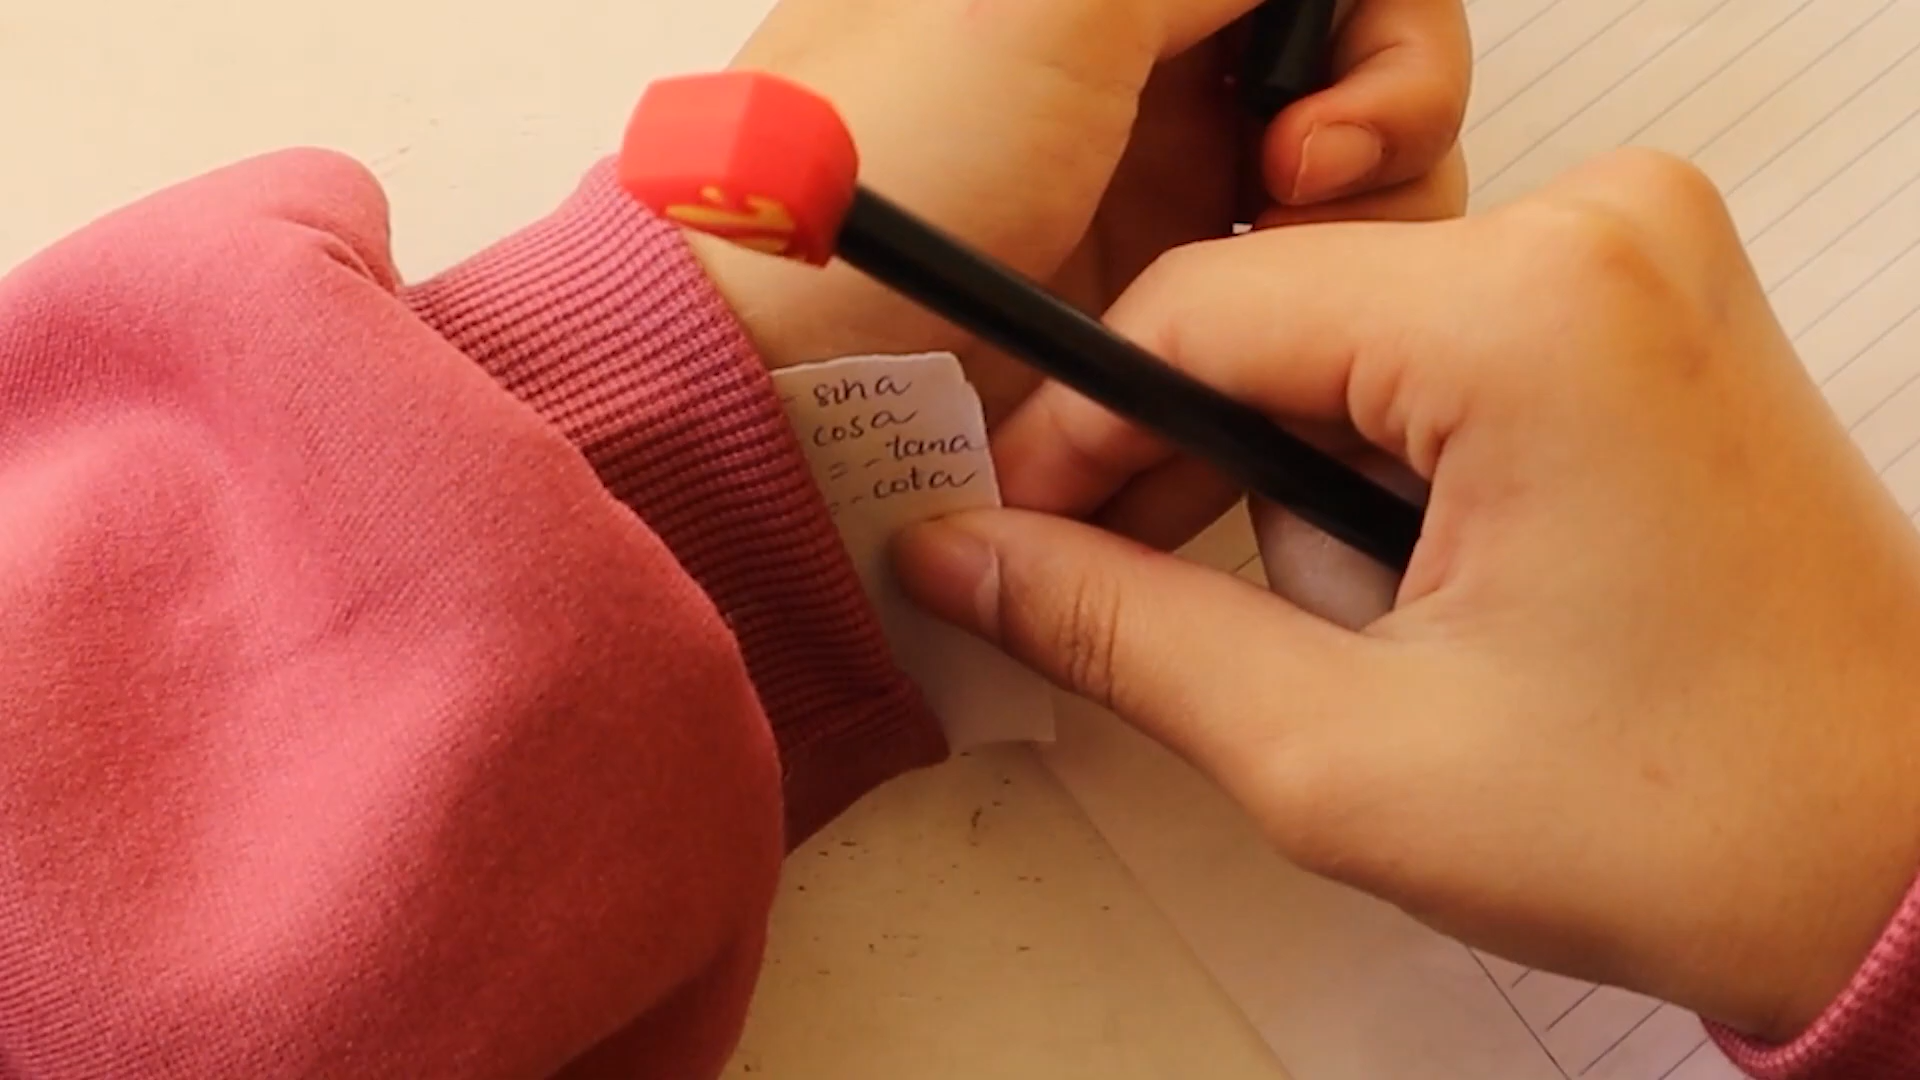 - sina
cosa
= - tana
= - cota